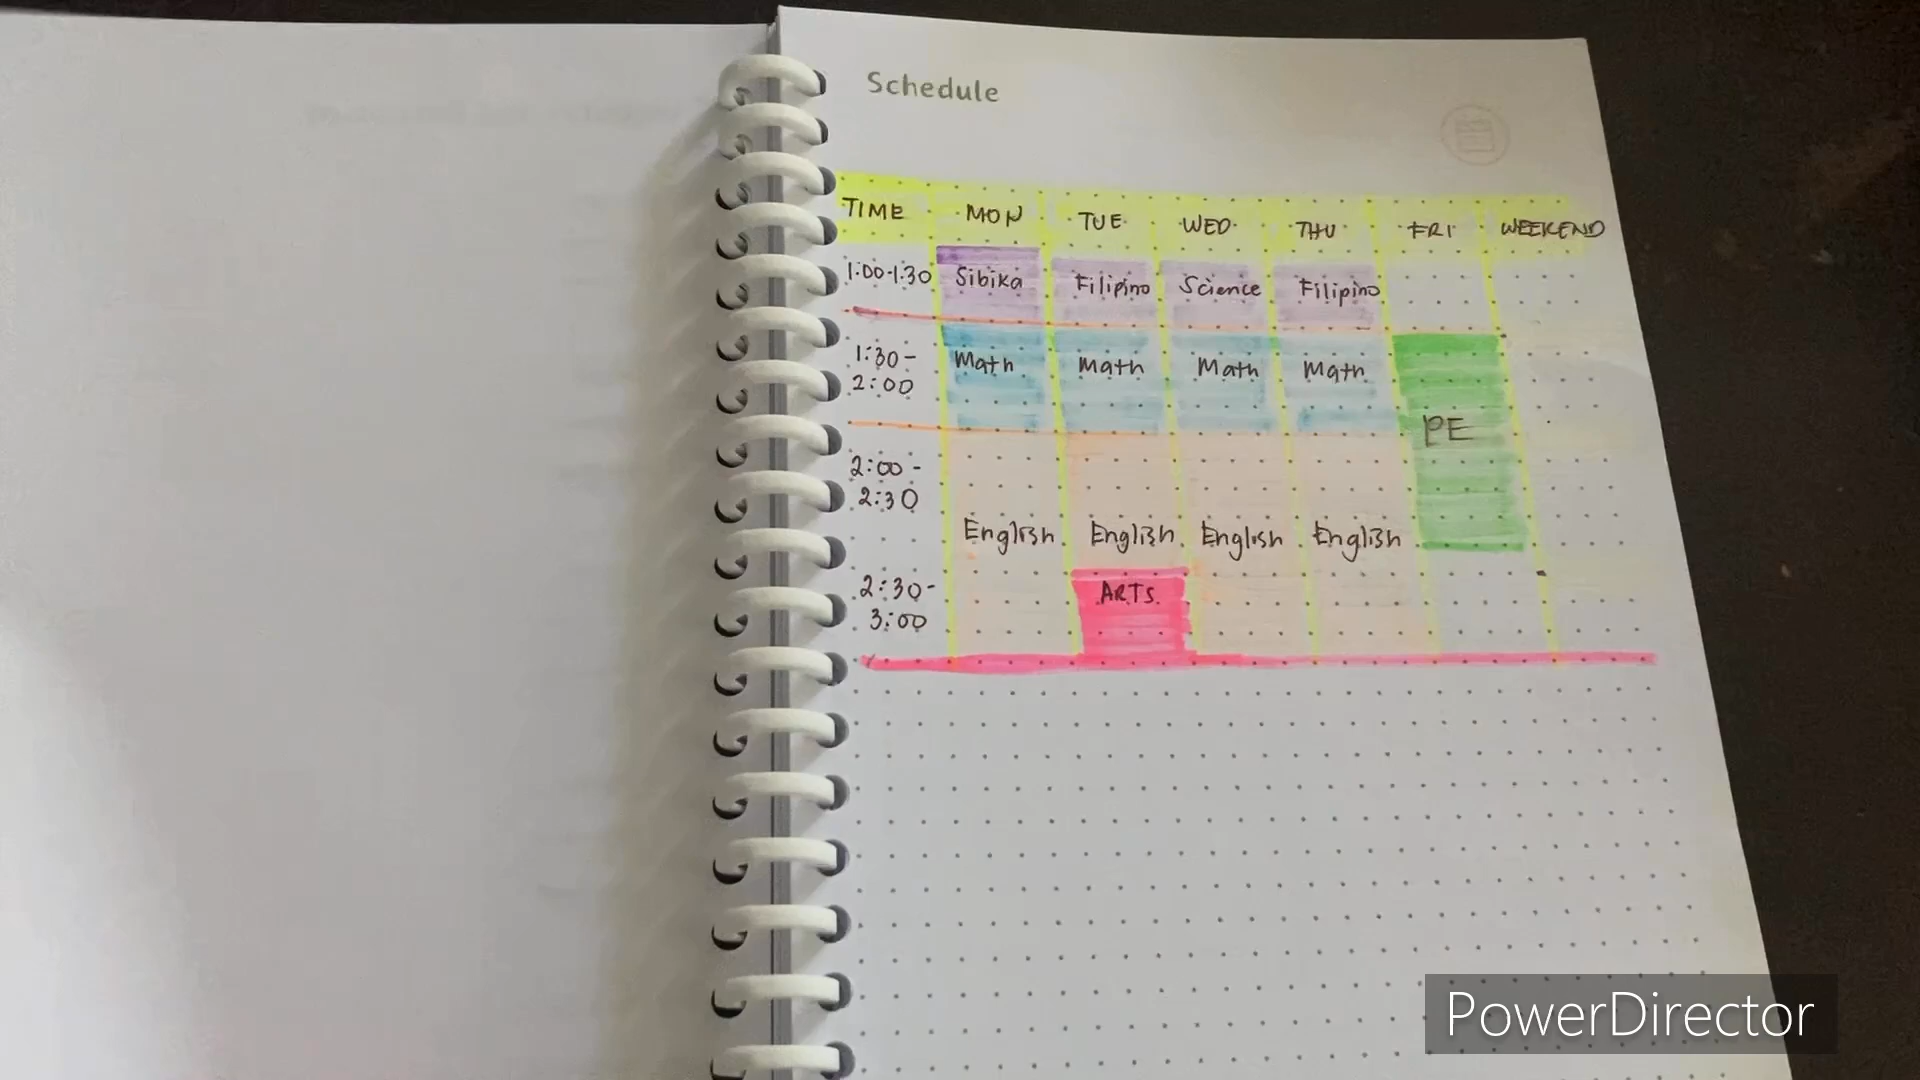 Schedule
TIME MON TUE WED THU FRI WEEKEND
1:00-1:30 Sibika Filipino Science Filipino
1:30-
2:00
Math Math Math Math
PE
2:00-
2:30
English English English English
2:30-
3:00
ARTS
PowerDirector